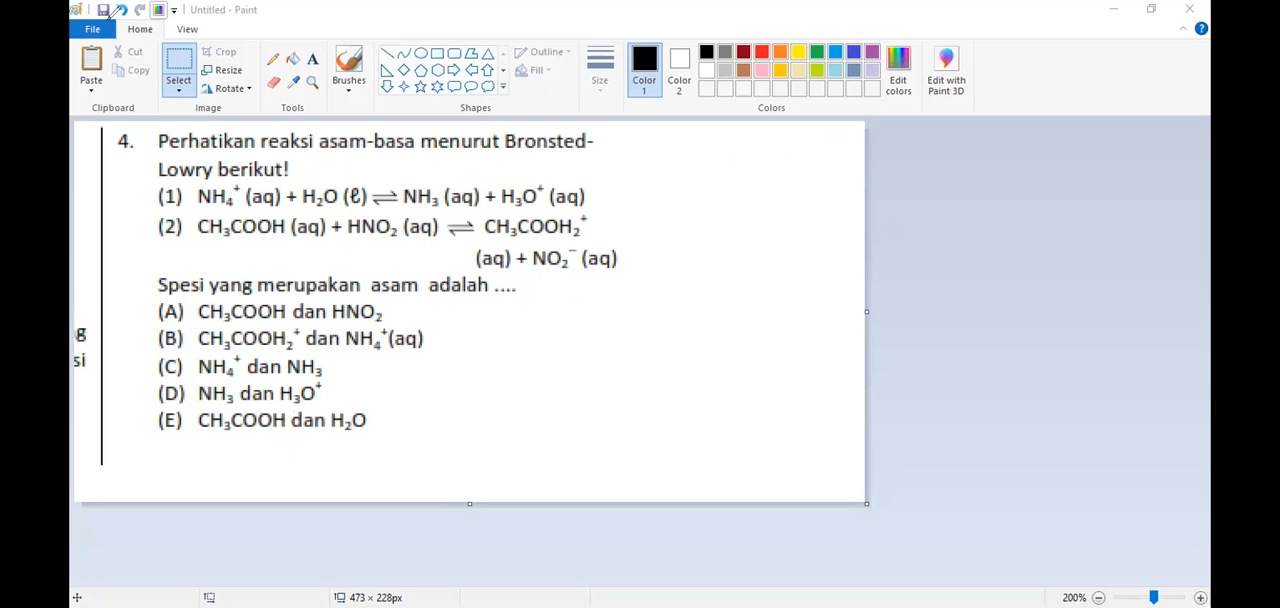 Untitled - Paint
File Home View
Cut
Copy
Paste
Clipboard
Crop
Resize
Rotate
Select
Image
Tools
Brushes
Outline
Fill
Shapes
Size
Color 1
Color 2
Edit colors
Colors
Edit with Paint 3D
g
si
4. Perhatikan reaksi asam-basa menurut Bronsted-
Lowry berikut!
(1) NH₄⁺ (aq) + H₂O (ℓ) ⇌ NH₃ (aq) + H₃O⁺ (aq)
(2) CH₃COOH (aq) + HNO₂ (aq) ⇌ CH₃COOH₂⁺
(aq) + NO₂⁻ (aq)
Spesi yang merupakan asam adalah ....
(A) CH₃COOH dan HNO₂
(B) CH₃COOH₂⁺ dan NH₄⁺(aq)
(C) NH₄⁺ dan NH₃
(D) NH₃ dan H₃O⁺
(E) CH₃COOH dan H₂O
473 × 228px
200%